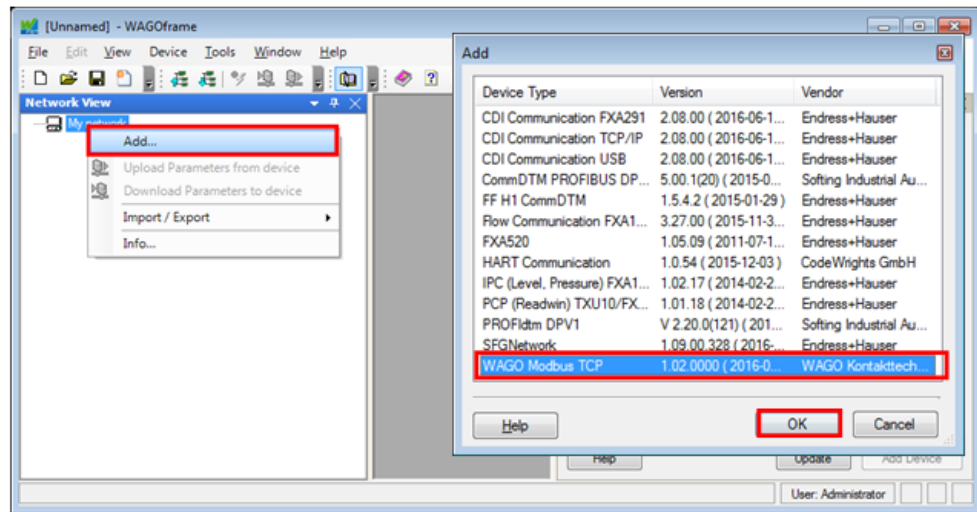 [Unnamed] - WAGOframe
File Edit View Device Tools Window Help
Network View
My network
Add...
Upload Parameters from device
Download Parameters to device
Import / Export
Info...
Add
Device Type Version Vendor
CDI Communication FXA291 2.08.00 ( 2016-06-1... Endress+Hauser
CDI Communication TCP/IP 2.08.00 ( 2016-06-1... Endress+Hauser
CDI Communication USB 2.08.00 ( 2016-06-1... Endress+Hauser
CommDTM PROFIBUS DP... 5.00.1(20) ( 2015-0... Softing Industrial Au...
FF H1 CommDTM 1.5.4.2 ( 2015-01-29 ) Endress+Hauser
Flow Communication FXA1... 3.27.00 ( 2015-11-3... Endress+Hauser
FXA520 1.05.09 ( 2011-07-1... Endress+Hauser
HART Communication 1.0.54 ( 2015-12-03 ) CodeWrights GmbH
IPC (Level, Pressure) FXA1... 1.02.17 ( 2014-02-2... Endress+Hauser
PCP (Readwin) TXU10/FX... 1.01.18 ( 2014-02-2... Endress+Hauser
PROFIdtm DPV1 V 2.20.0(121) ( 201... Softing Industrial Au...
SFGNetwork 1.09.00.328 ( 2016-... Endress+Hauser
WAGO Modbus TCP 1.02.0000 ( 2016-0... WAGO Kontakttech...
Help OK Cancel
Help Update Add Device
User: Administrator